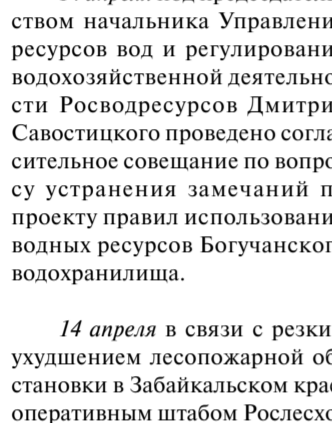 ством начальника Управлени
ресурсов вод и регулировани
водохозяйственной деятельно
сти Росводресурсов Дмитри
Савостицкого проведено согла
сительное совещание по вопро
су устранения замечаний п
проекту правил использовани
водных ресурсов Богучанског
водохранилища.
14 апреля в связи с резки
ухудшением лесопожарной об
становки в Забайкальском крае
оперативным штабом Рослесхо